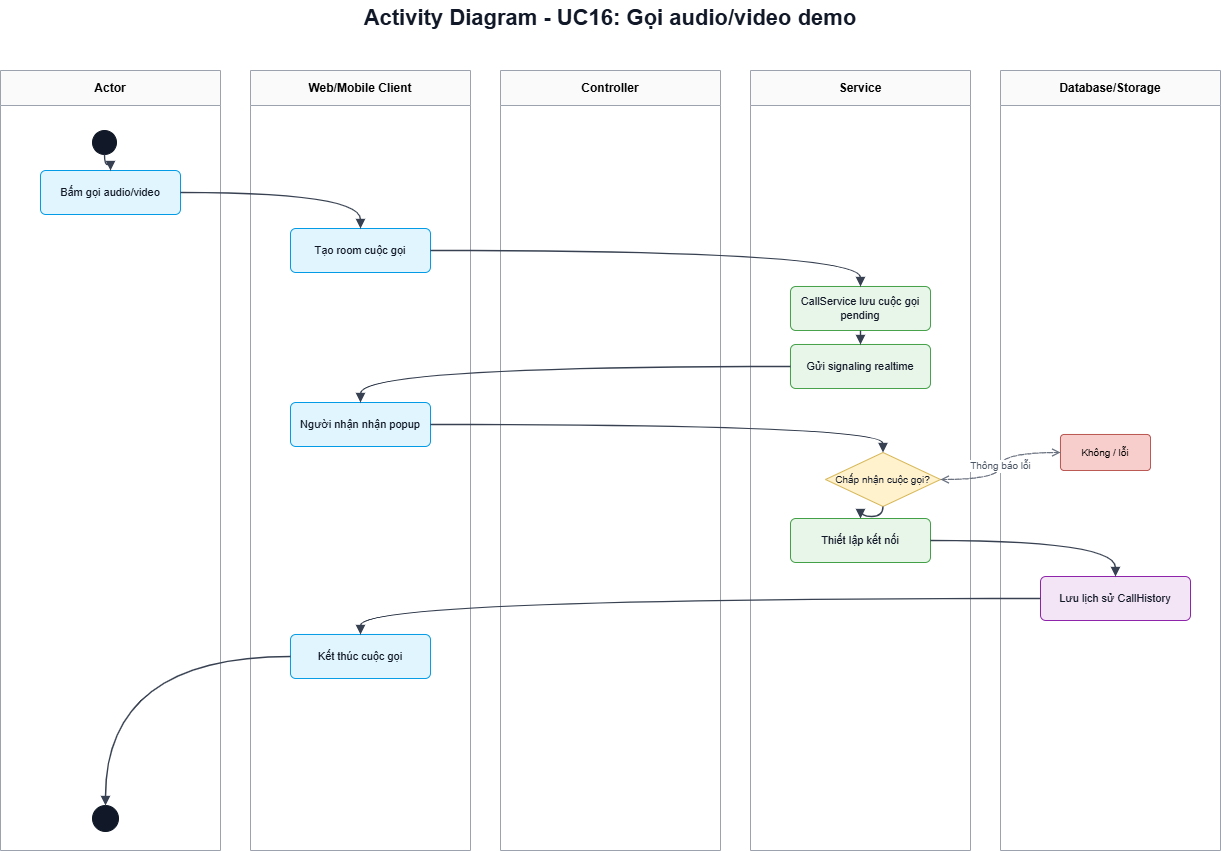 Activity Diagram - UC16: Gọi audio/video demo
Actor
Web/Mobile Client
Controller
Service
Database/Storage
Bấm gọi audio/video
Tạo room cuộc gọi
CallService lưu cuộc gọi
pending
Gửi signaling realtime
Người nhận nhận popup
Chấp nhận cuộc gọi?
Thông báo lỗi
Không / lỗi
Thiết lập kết nối
Lưu lịch sử CallHistory
Kết thúc cuộc gọi